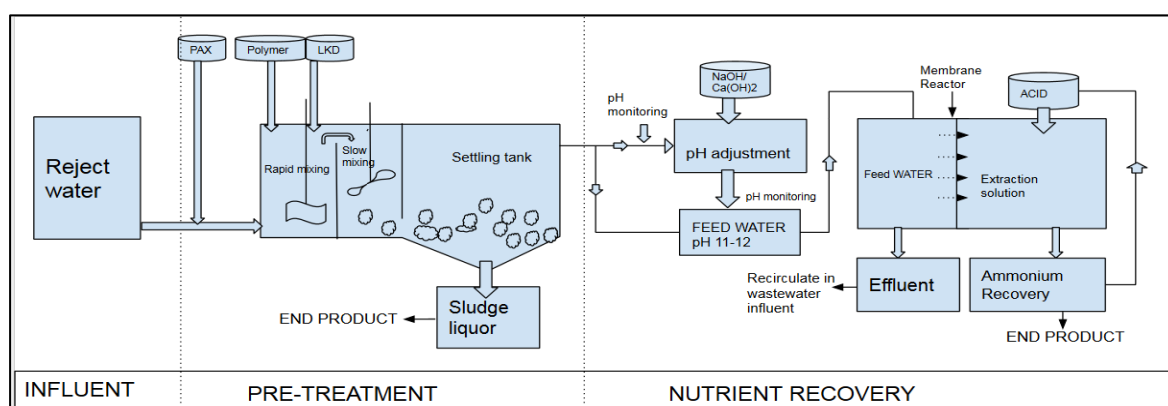 PAX
Polymer
LKD
Reject
water
Rapid mixing
Slow
mixing
Settling tank
Sludge
liquor
END PRODUCT
pH
monitoring
NaOH/
Ca(OH)2
pH adjustment
pH monitoring
FEED WATER
pH 11-12
Membrane
Reactor
ACID
Feed WATER
Extraction
solution
Recirculate in
wastewater
influent
Effluent
Ammonium
Recovery
END PRODUCT
INFLUENT
PRE-TREATMENT
NUTRIENT RECOVERY